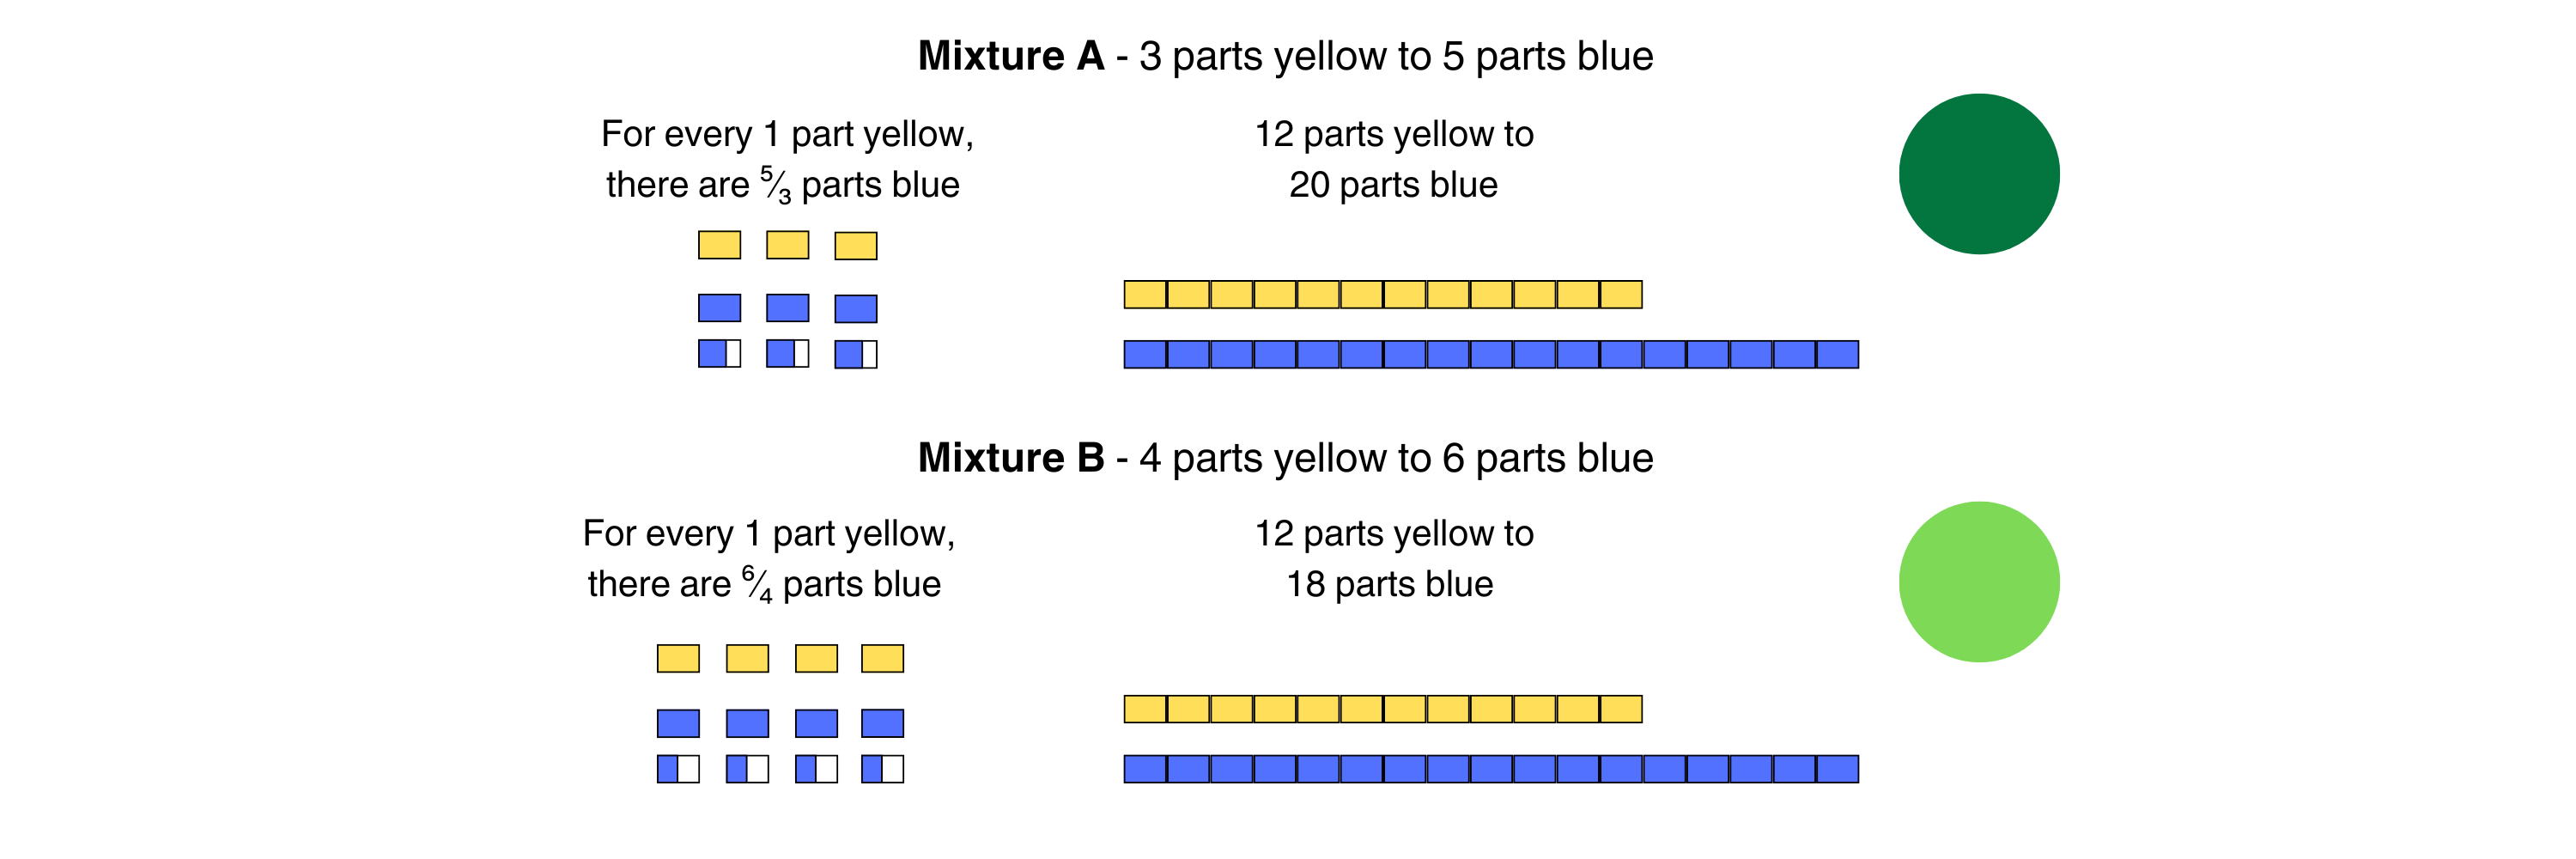 Mixture A - 3 parts yellow to 5 parts blue
For every 1 part yellow,
there are ⁵⁄₃ parts blue
12 parts yellow to
20 parts blue
Mixture B - 4 parts yellow to 6 parts blue
For every 1 part yellow,
there are ⁶⁄₄ parts blue
12 parts yellow to
18 parts blue